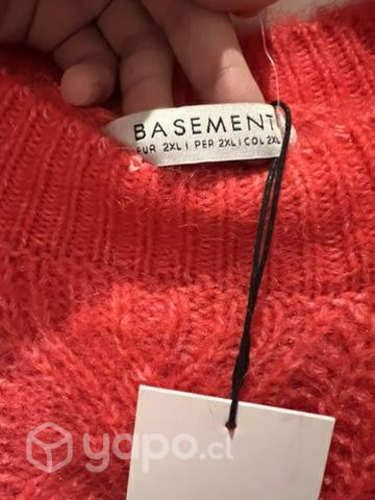 BASEMENT
EUR 2XL I PER 2XL I COL 2XL
yapo.cl